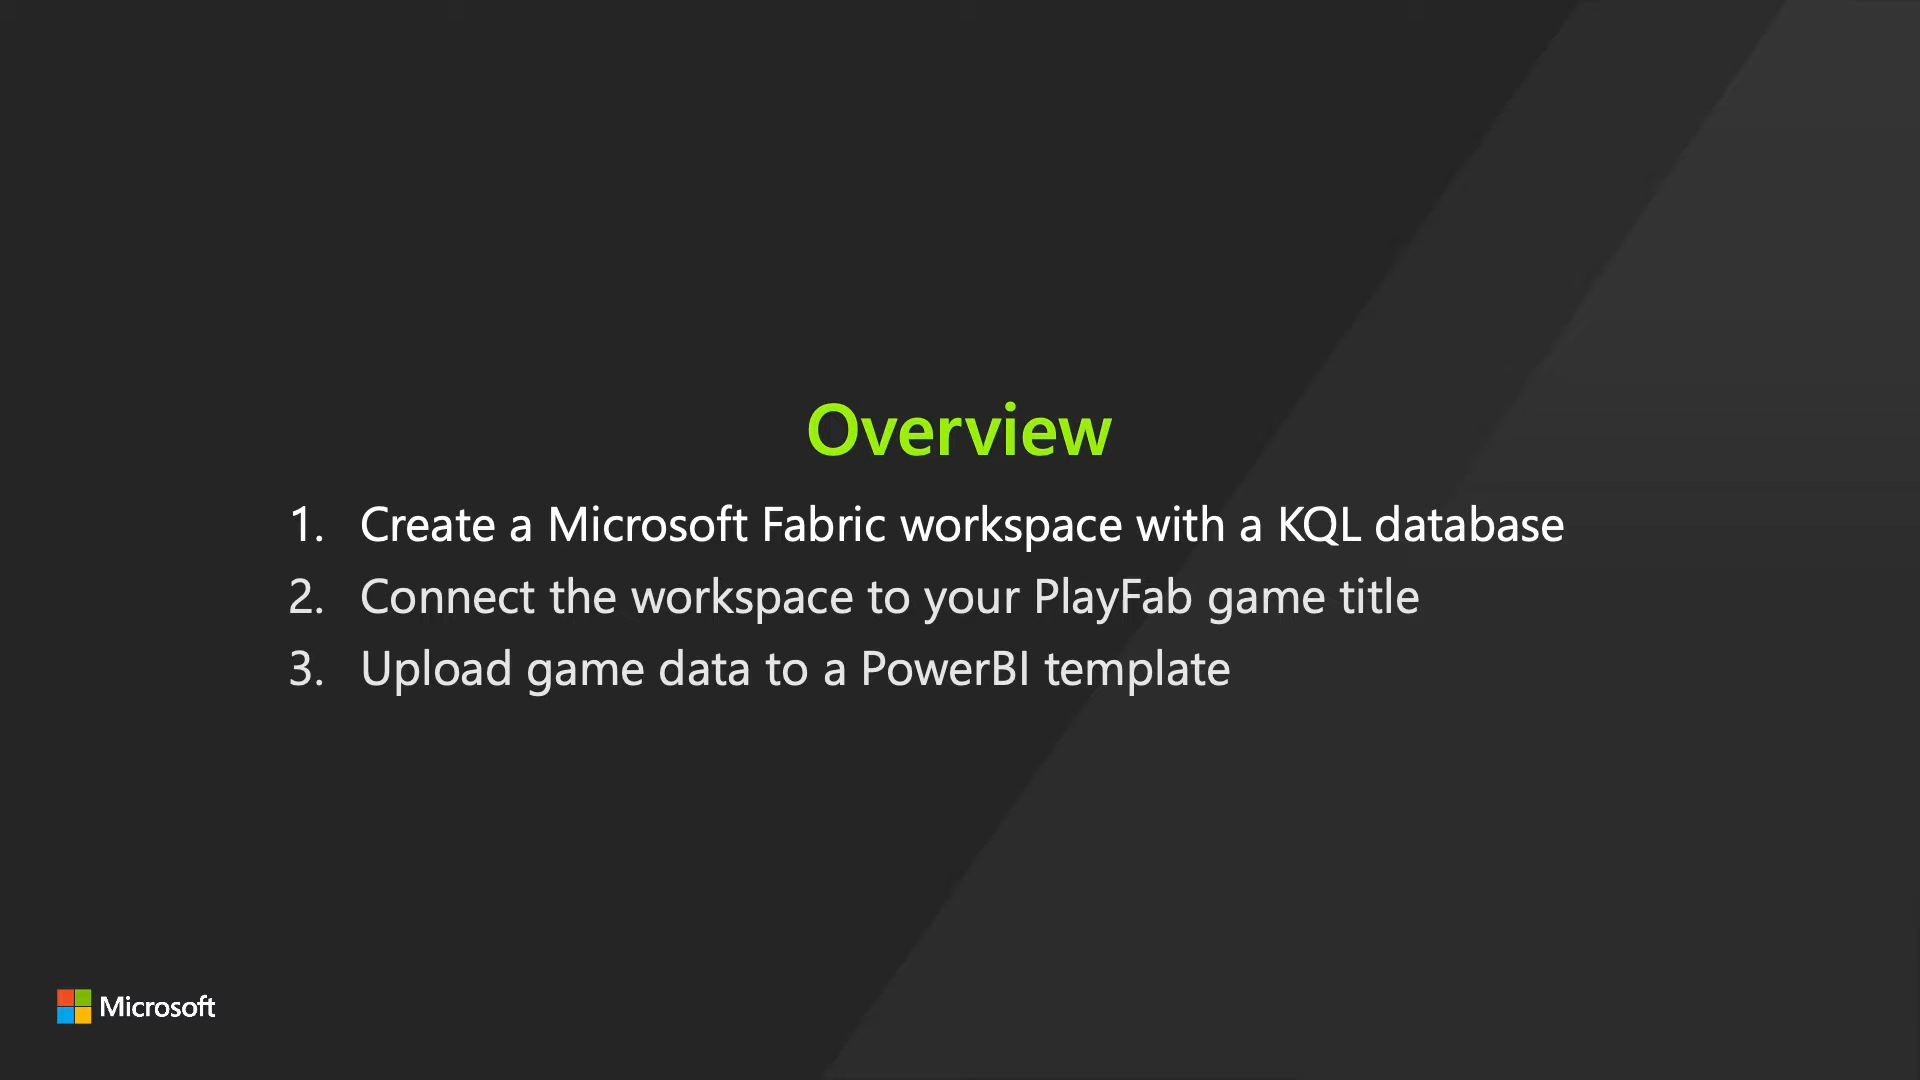 Overview
1. Create a Microsoft Fabric workspace with a KQL database
2. Connect the workspace to your PlayFab game title
3. Upload game data to a PowerBI template
Microsoft